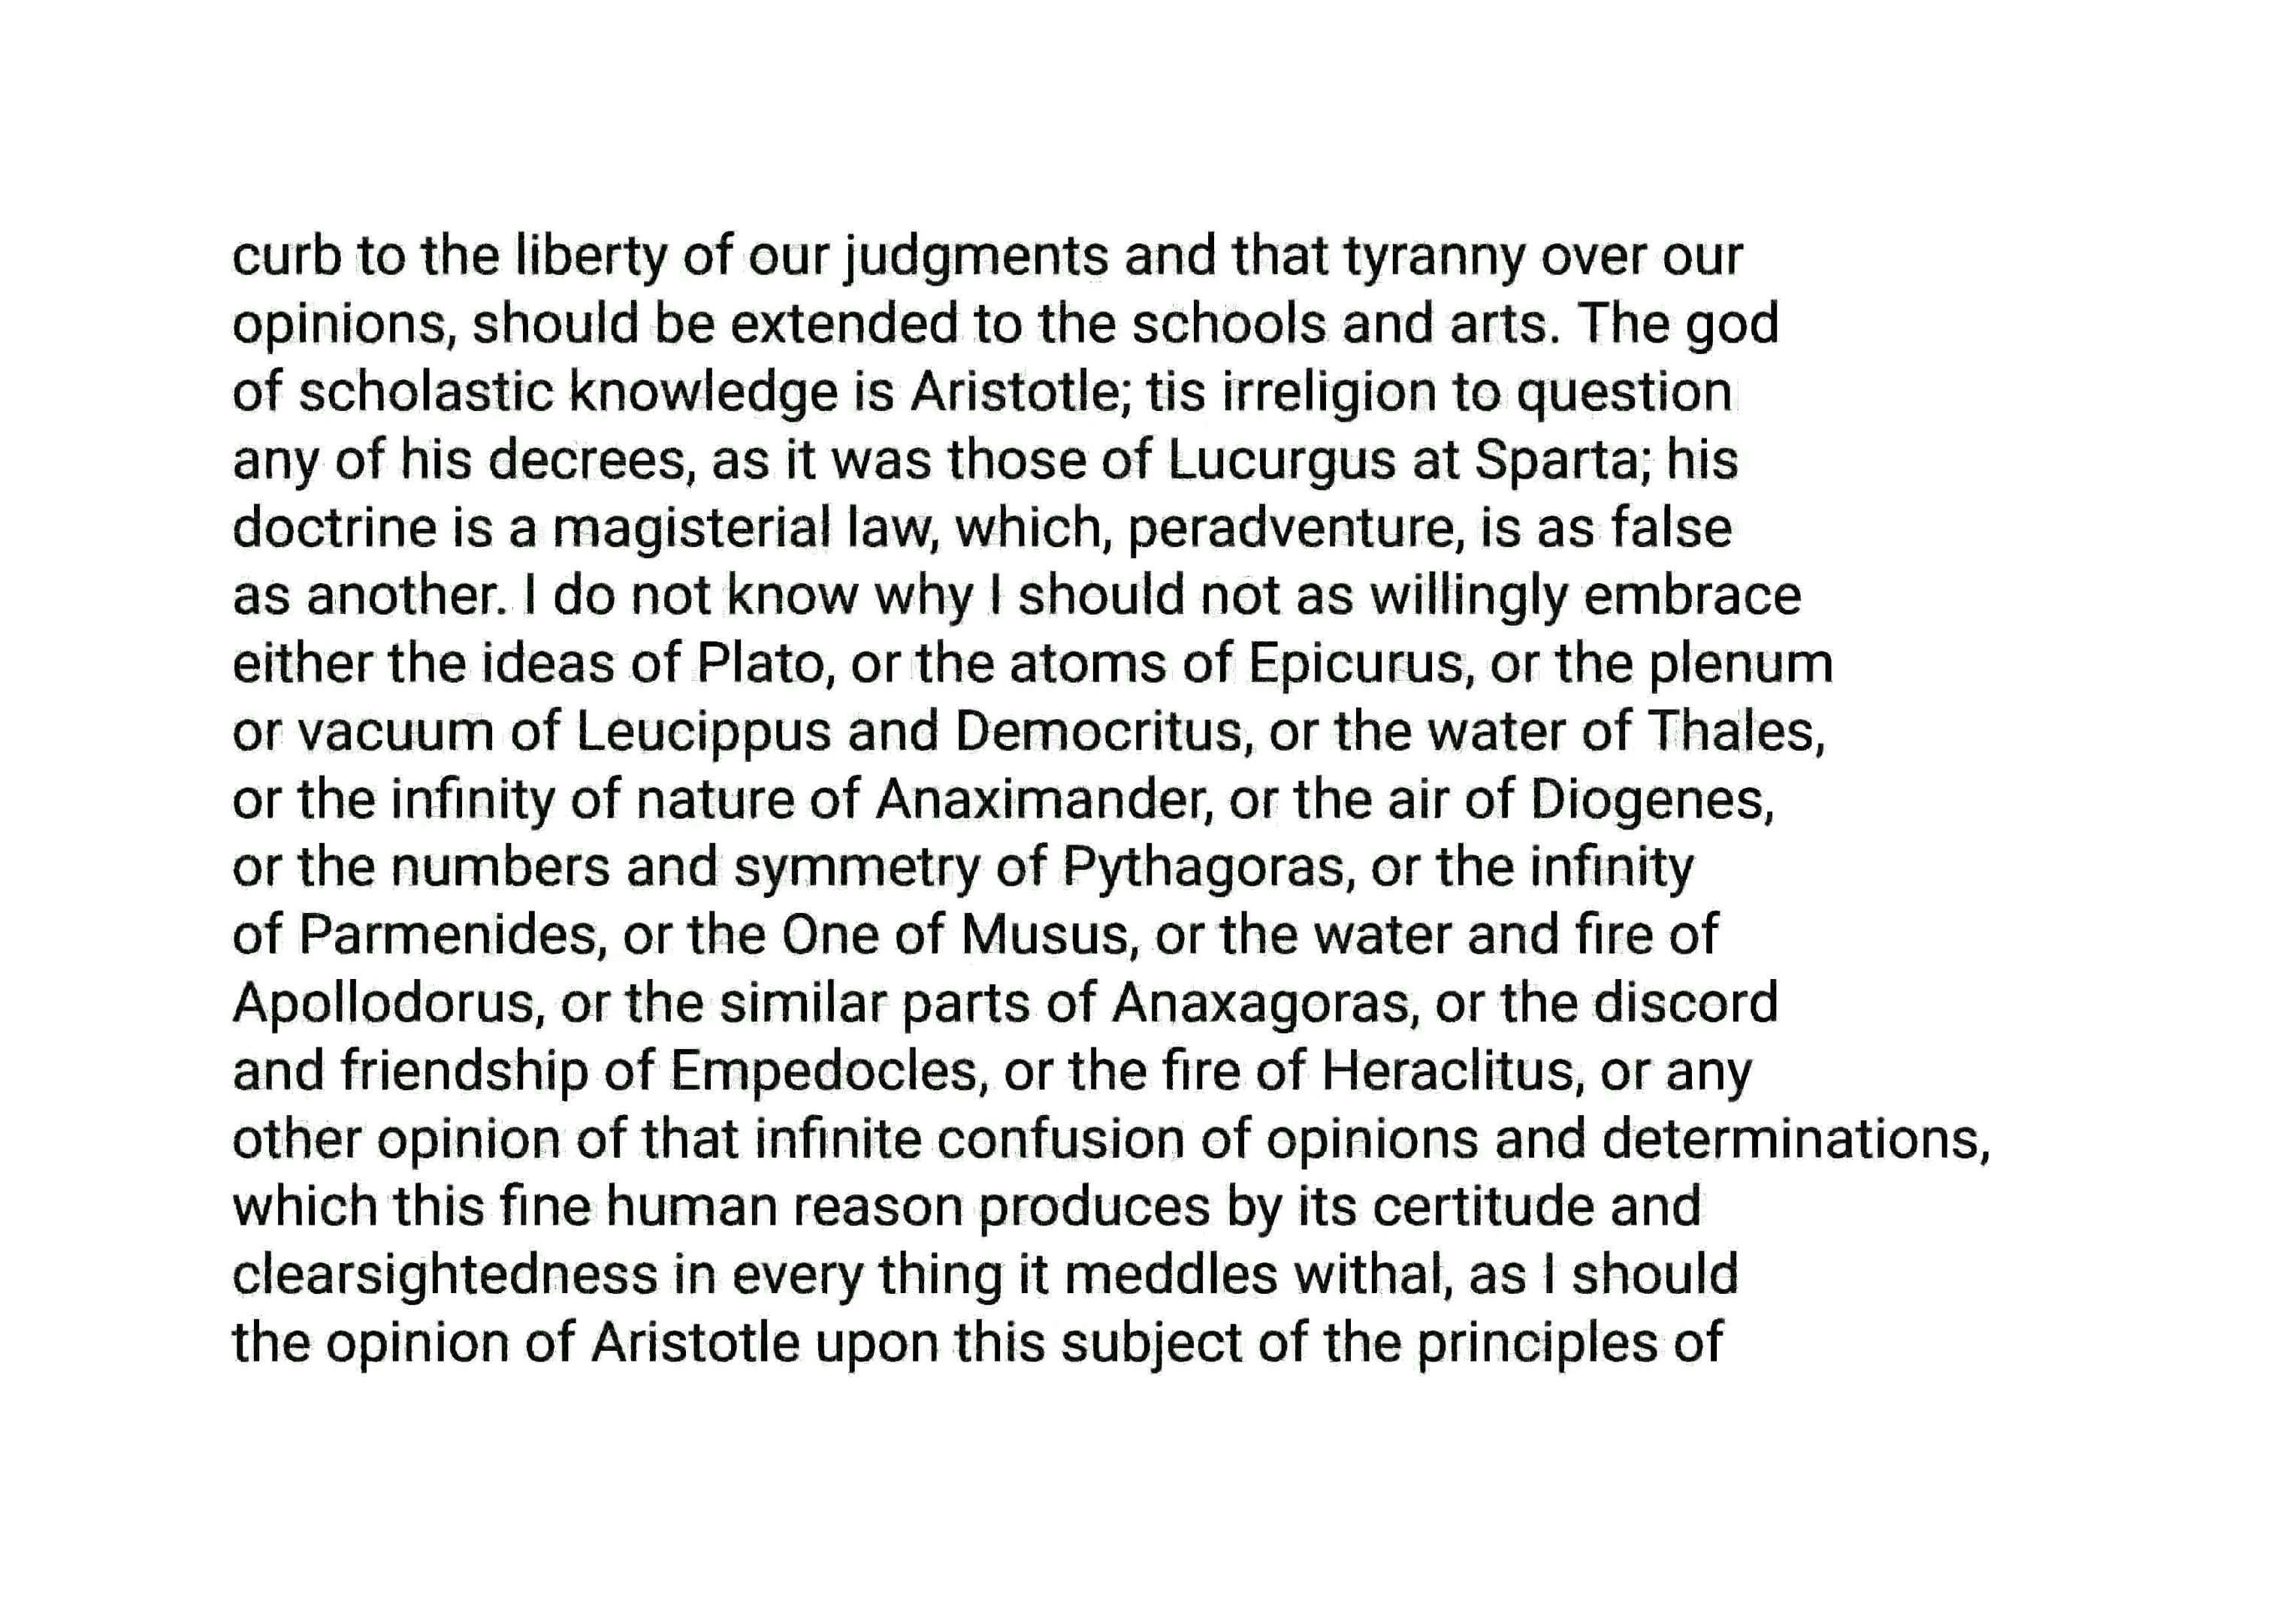 curb to the liberty of our judgments and that tyranny over our
opinions, should be extended to the schools and arts. The god
of scholastic knowledge is Aristotle; tis irreligion to question
any of his decrees, as it was those of Lucurgus at Sparta; his
doctrine is a magisterial law, which, peradventure, is as false
as another. I do not know why I should not as willingly embrace
either the ideas of Plato, or the atoms of Epicurus, or the plenum
or vacuum of Leucippus and Democritus, or the water of Thales,
or the infinity of nature of Anaximander, or the air of Diogenes,
or the numbers and symmetry of Pythagoras, or the infinity
of Parmenides, or the One of Musus, or the water and fire of
Apollodorus, or the similar parts of Anaxagoras, or the discord
and friendship of Empedocles, or the fire of Heraclitus, or any
other opinion of that infinite confusion of opinions and determinations,
which this fine human reason produces by its certitude and
clearsightedness in every thing it meddles withal, as I should
the opinion of Aristotle upon this subject of the principles of